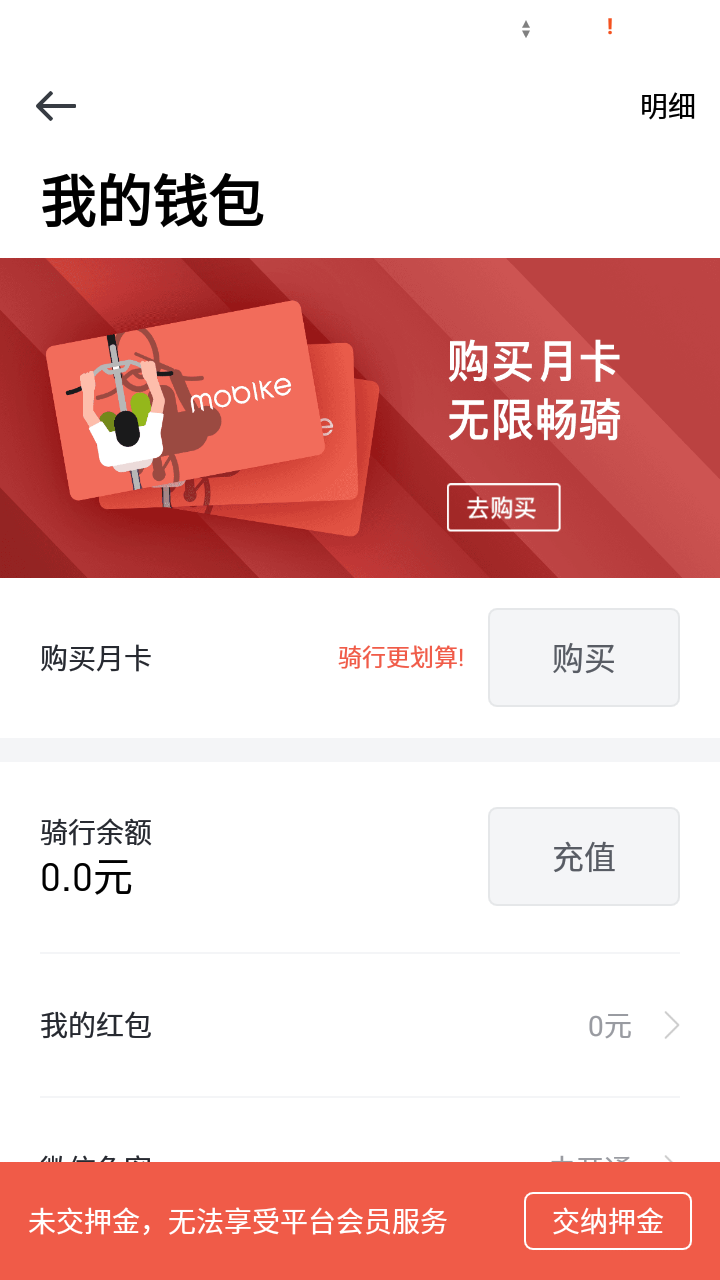 !
明细
我的钱包
mobike
购买月卡
无限畅骑
去购买
购买月卡
骑行更划算!
购买
骑行余额
0.0元
充值
我的红包
0元
未交押金，无法享受平台会员服务
交纳押金